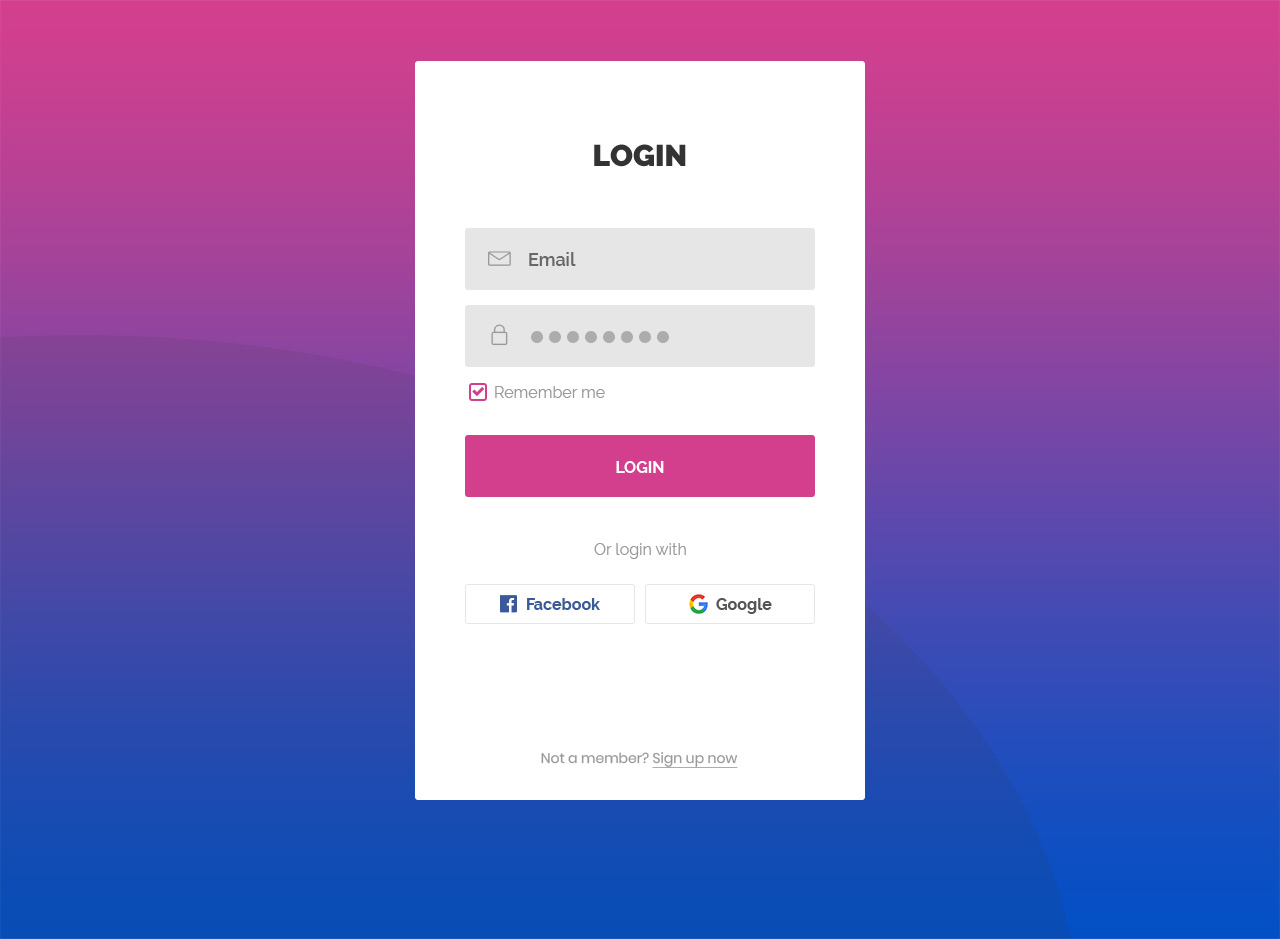 LOGIN
Email
Remember me
LOGIN
Or login with
Facebook
Google
Not a member? Sign up now